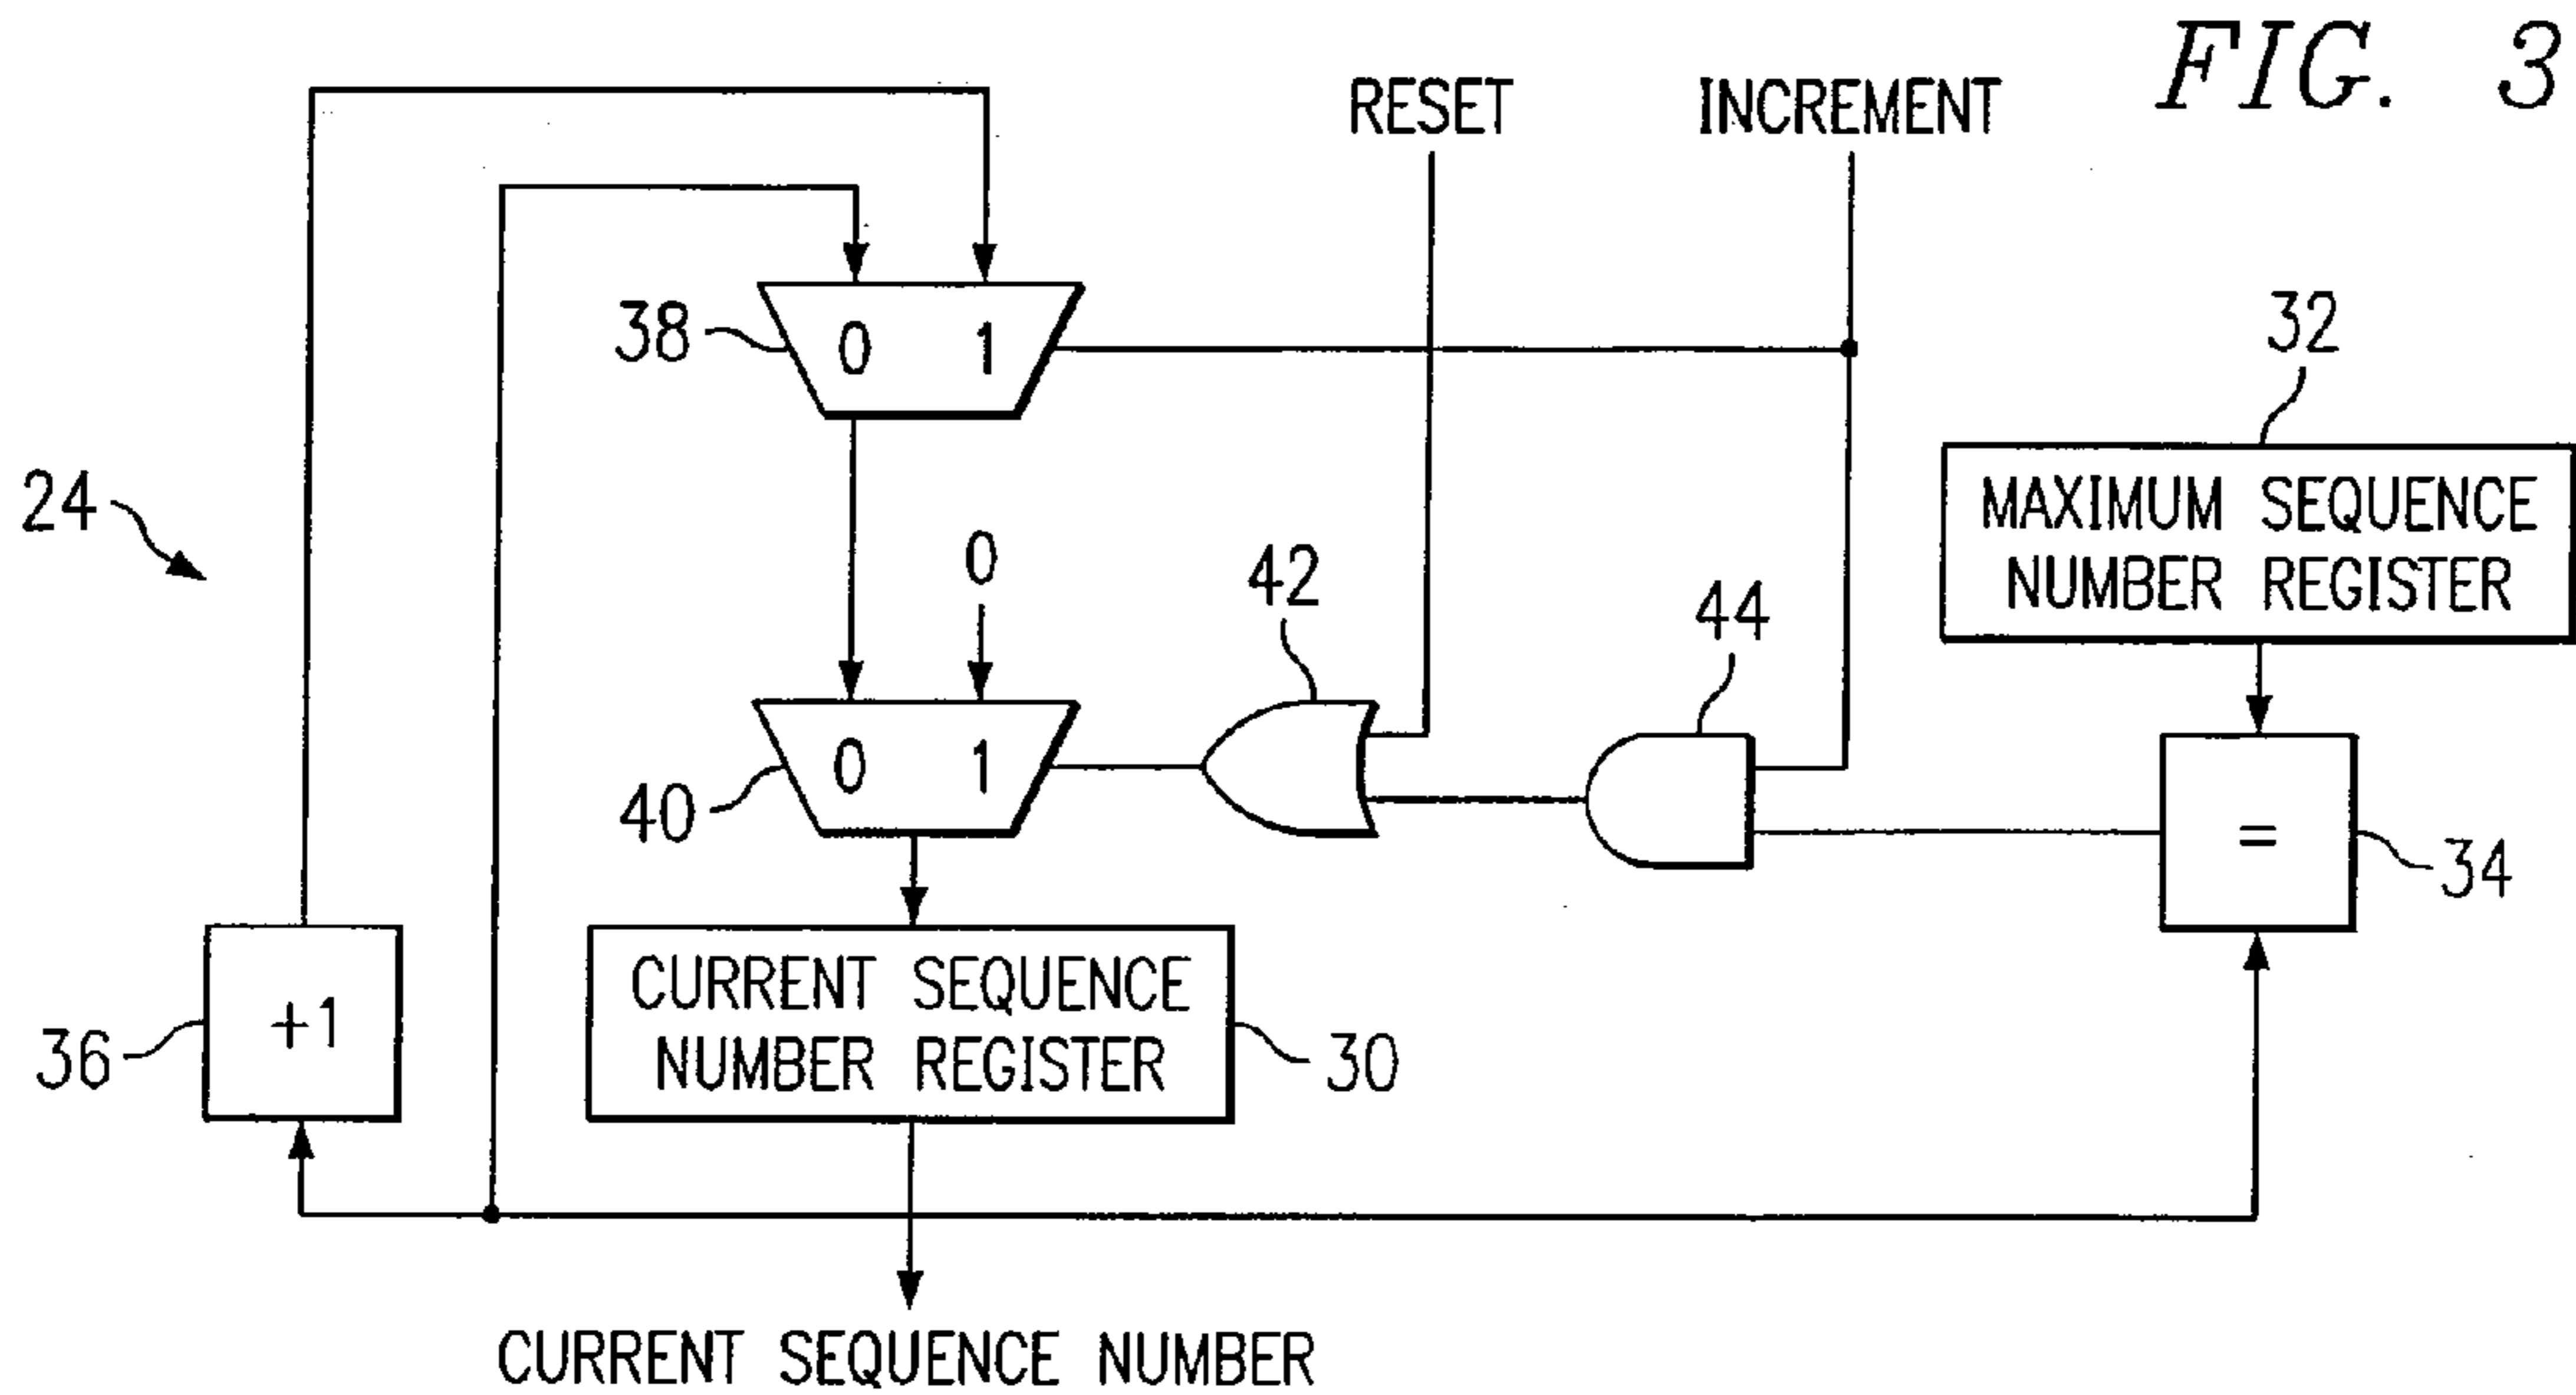 FIG. 3
RESET
INCREMENT
38
0 1
32
MAXIMUM SEQUENCE
NUMBER REGISTER
24
0
42
44
0 1
40
=
34
+1
36
CURRENT SEQUENCE
NUMBER REGISTER
30
CURRENT SEQUENCE NUMBER